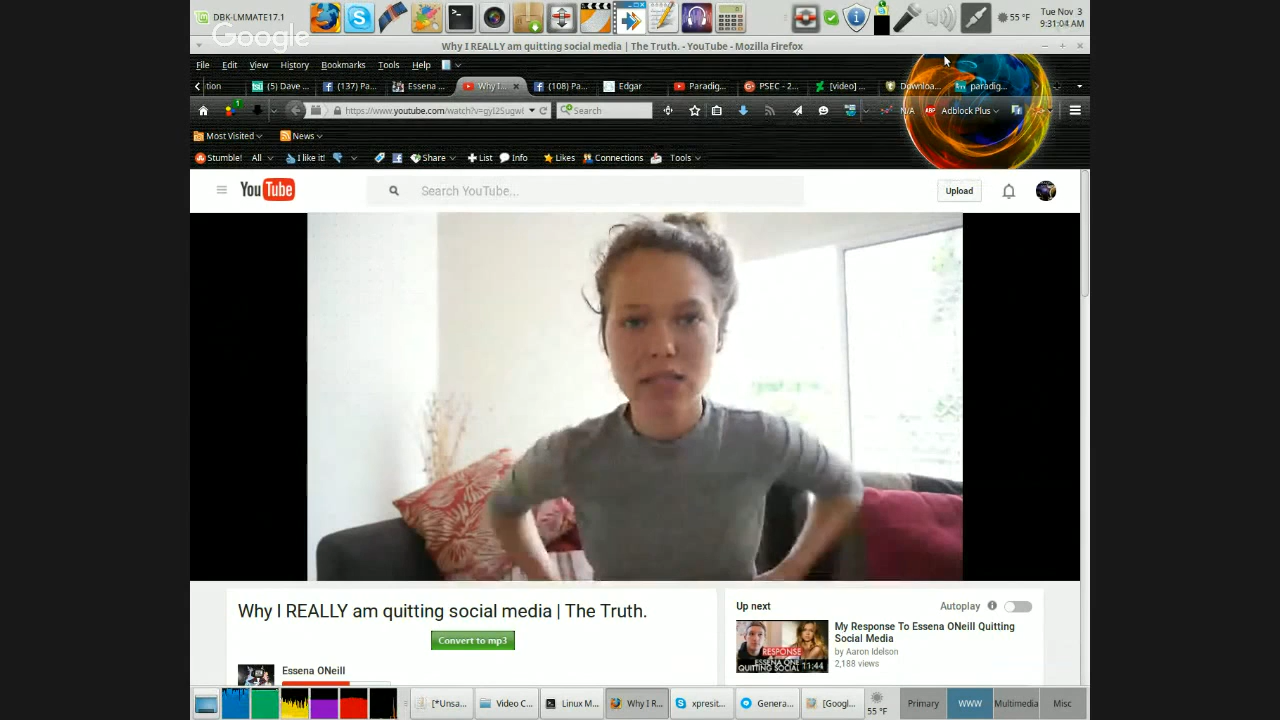 DBK-LMMATE17.1
Google
55 °F
Tue Nov 3
9:31:04 AM
Why I REALLY am quitting social media | The Truth. - YouTube - Mozilla Firefox
File Edit View History Bookmarks Tools Help
tion
(5) Dave ...
(137) Pa...
Essena ...
Why I...
(108) Pa...
Edgar
Paradig...
PSEC - 2...
[video] ...
Downloa...
paradig...
https://www.youtube.com/watch?v=gyI2Sugwl
Search
N/A
Adblock Plus
Most Visited
News
Stumble! All I like it! Share List Info Likes Connections Tools
YouTube
Search YouTube...
Upload
Why I REALLY am quitting social media | The Truth.
Convert to mp3
Essena ONeill
Up next
Autoplay
My Response To Essena ONeill Quitting
Social Media
by Aaron Idelson
2,188 views
RESPONSE
QUITTING SOCIAL
11:44
[*Unsa...
Video C...
Linux M...
Why I R...
xpresit...
Genera...
[Googl...
55 °F
Primary
WWW
Multimedia
Misc